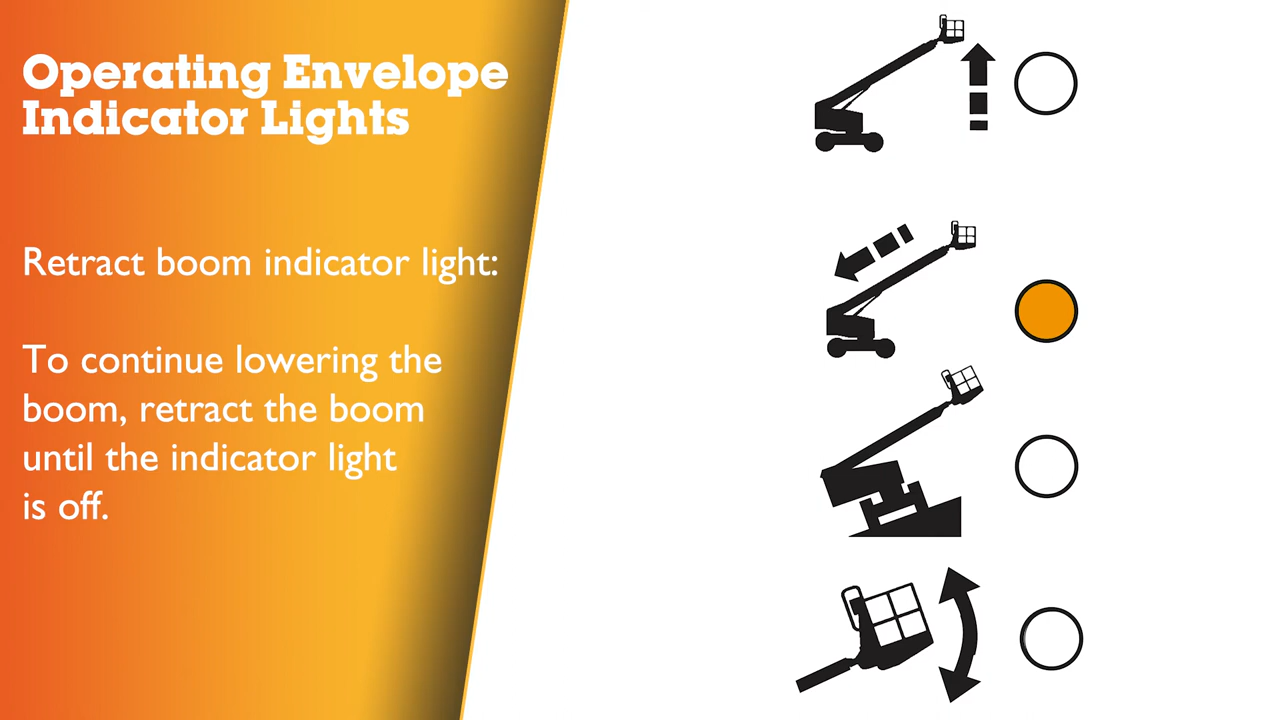 Operating Envelope
Indicator Lights
Retract boom indicator light:
To continue lowering the
boom, retract the boom
until the indicator light
is off.